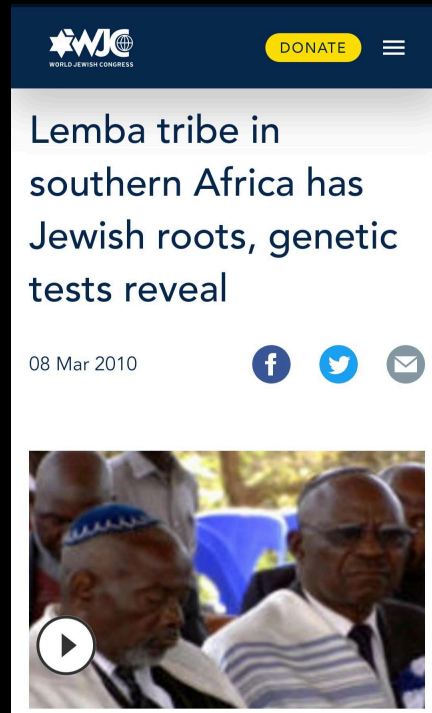 WJC
WORLD JEWISH CONGRESS
DONATE
Lemba tribe in
southern Africa has
Jewish roots, genetic
tests reveal
08 Mar 2010